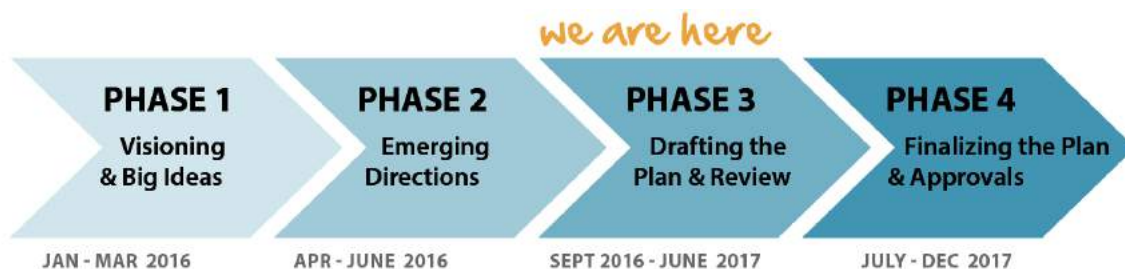 we are here
PHASE 1
Visioning
& Big Ideas
JAN - MAR 2016
PHASE 2
Emerging
Directions
APR - JUNE 2016
PHASE 3
Drafting the
Plan & Review
SEPT 2016 - JUNE 2017
PHASE 4
Finalizing the Plan
& Approvals
JULY - DEC 2017